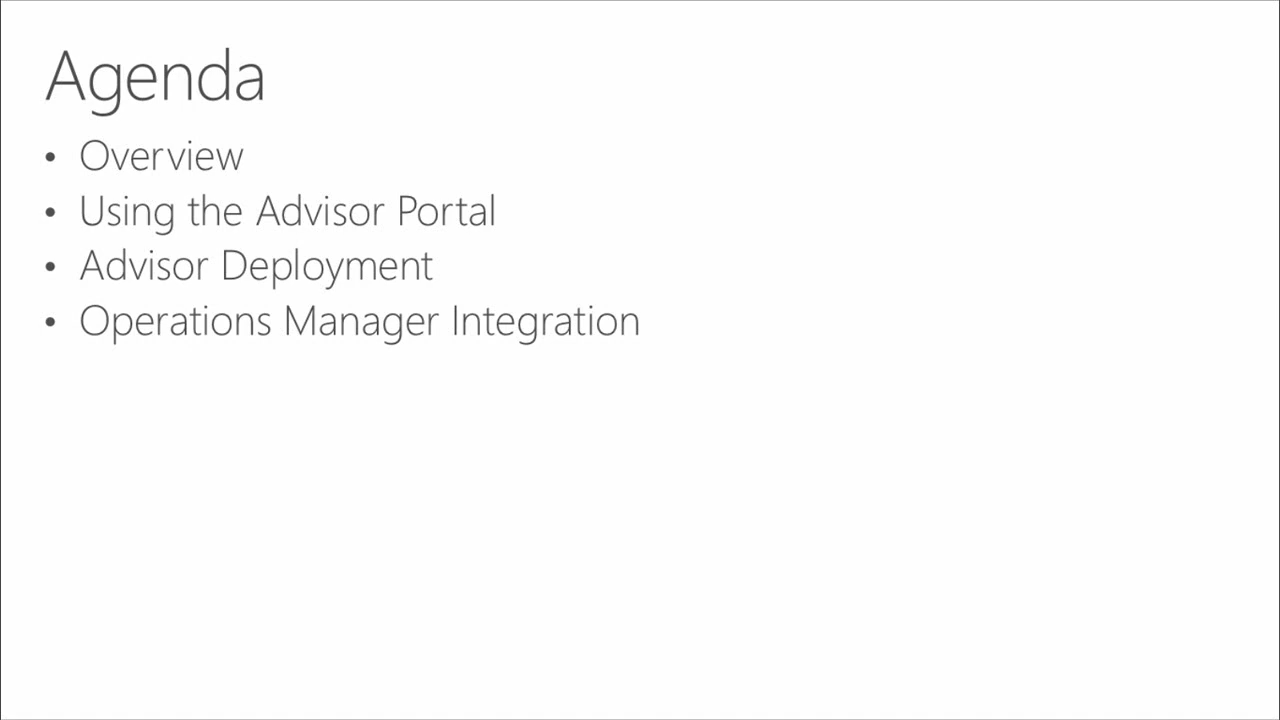 Agenda
• Overview
• Using the Advisor Portal
• Advisor Deployment
• Operations Manager Integration